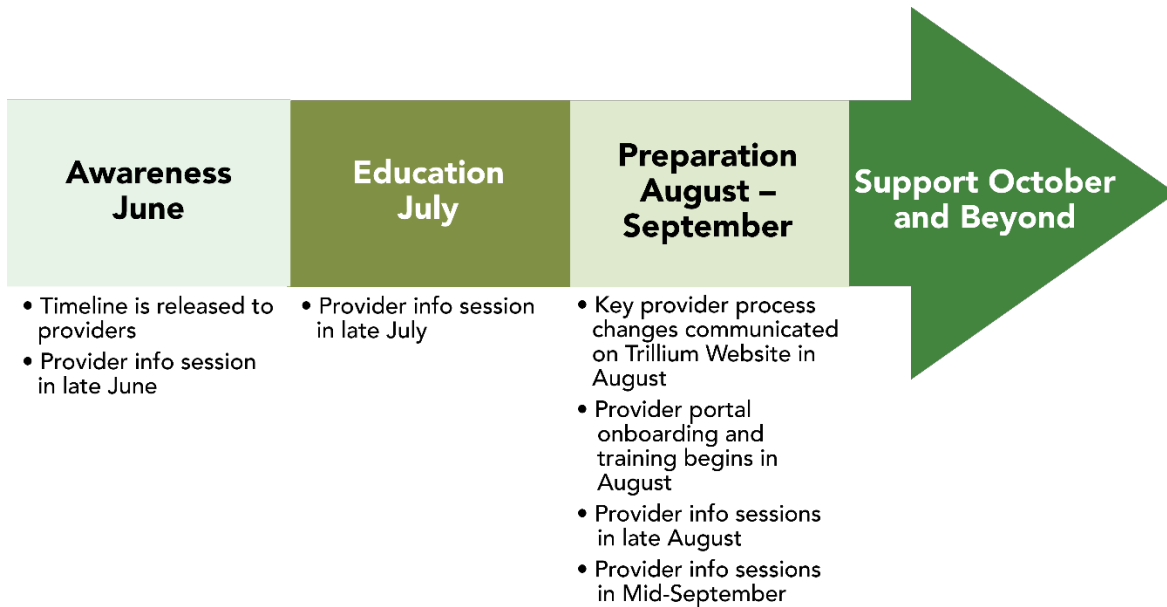 Awareness
June
• Timeline is released to
providers
• Provider info session
in late June
Education
July
• Provider info session
in late July
Preparation
August –
September
• Key provider process
changes communicated
on Trillium Website in
August
• Provider portal
onboarding and
training begins in
August
• Provider info sessions
in late August
• Provider info sessions
in Mid-September
Support October
and Beyond